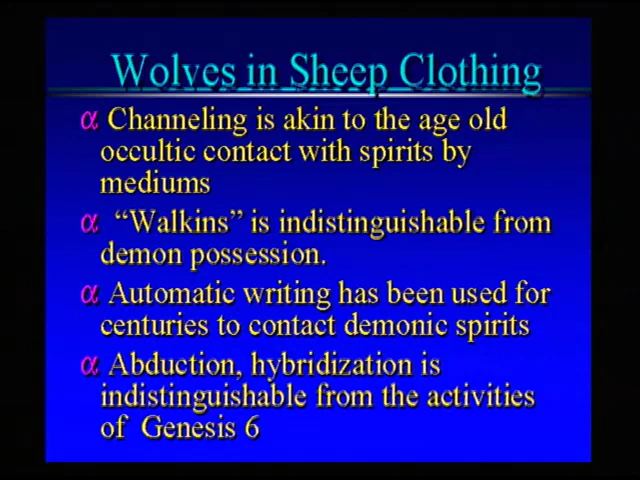 Wolves in Sheep Clothing
α Channeling is akin to the age old
occultic contact with spirits by
mediums
α “Walkins” is indistinguishable from
demon possession.
α Automatic writing has been used for
centuries to contact demonic spirits
α Abduction, hybridization is
indistinguishable from the activities
of Genesis 6